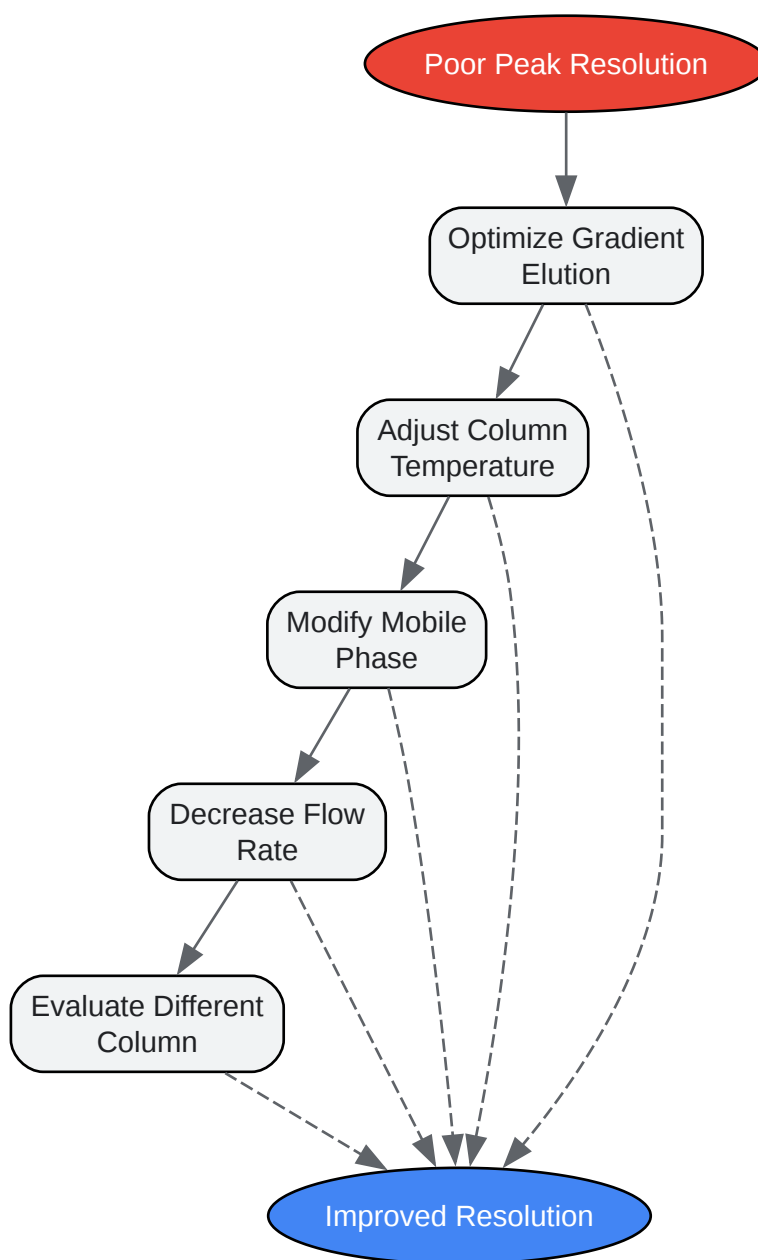 Poor Peak Resolution
Optimize Gradient
Elution
Adjust Column
Temperature
Modify Mobile
Phase
Decrease Flow
Rate
Evaluate Different
Column
Improved Resolution